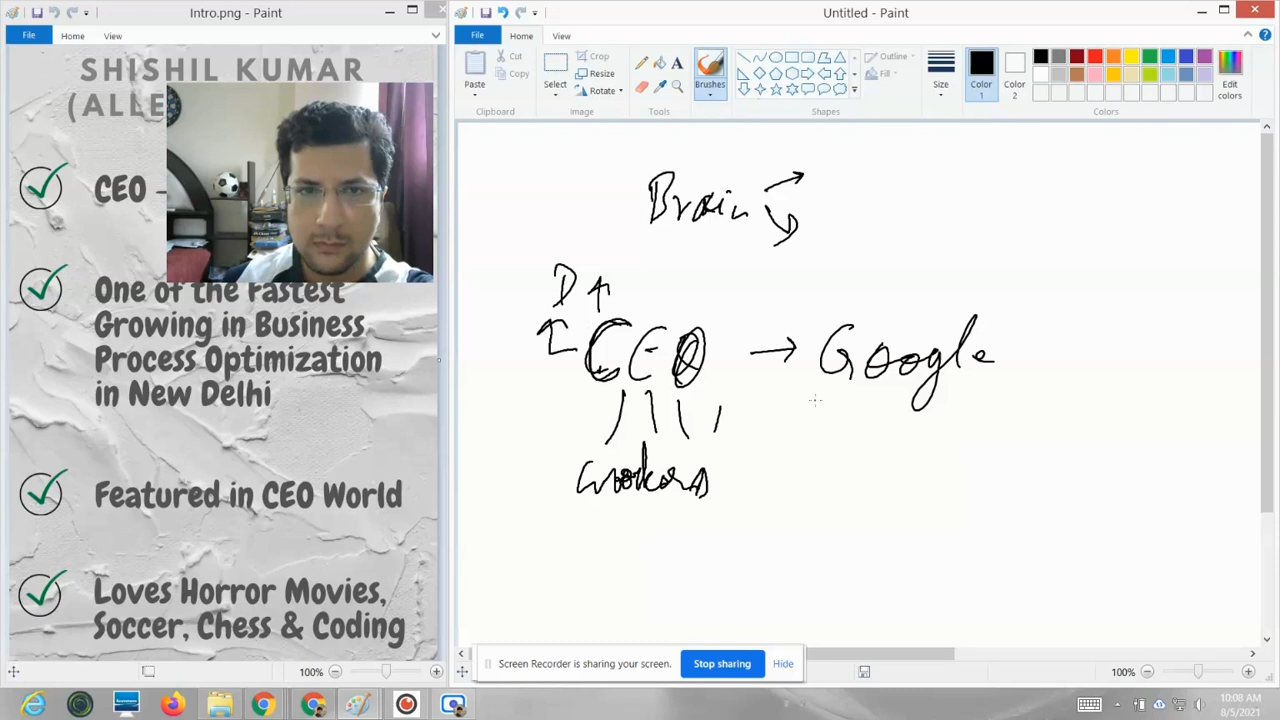 Intro.png - Paint
File
Home
View
SHISHIL KUMAR
(ALLE
CEO -
One of the Fastest
Growing in Business
Process Optimization
in New Delhi
Featured in CEO World
Loves Horror Movies,
Soccer, Chess & Coding
100%
Untitled - Paint
File
Home
View
Paste
Cut
Copy
Clipboard
Select
Crop
Resize
Rotate
Image
A
Tools
Brushes
Outline
Fill
Shapes
Size
Color
1
Color
2
Edit
colors
Colors
Brain
D
CEO → Google
workers
Screen Recorder is sharing your screen.
Stop sharing
Hide
100%
10:08 AM
8/5/2021